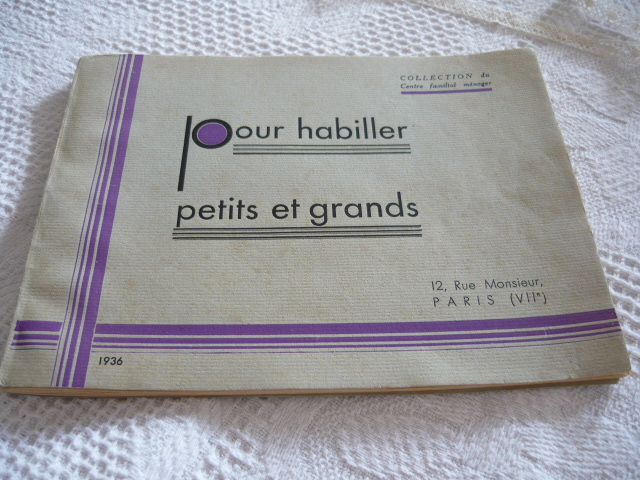 COLLECTION du
Centre familial ménager
Pour habiller
petits et grands
12, Rue Monsieur,
PARIS (VIIe)
1936